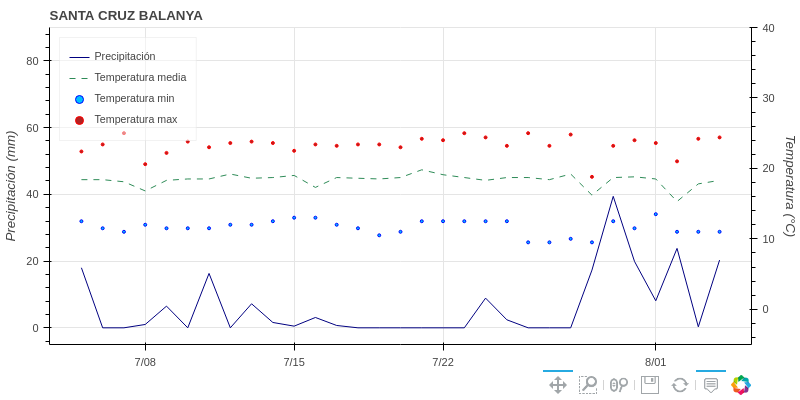 SANTA CRUZ BALANYA
Precipitación
Temperatura media
Temperatura min
Temperatura max
Precipitación (mm)
80
60
40
20
0
Temperatura (°C)
40
30
20
10
0
7/08
7/15
7/22
8/01